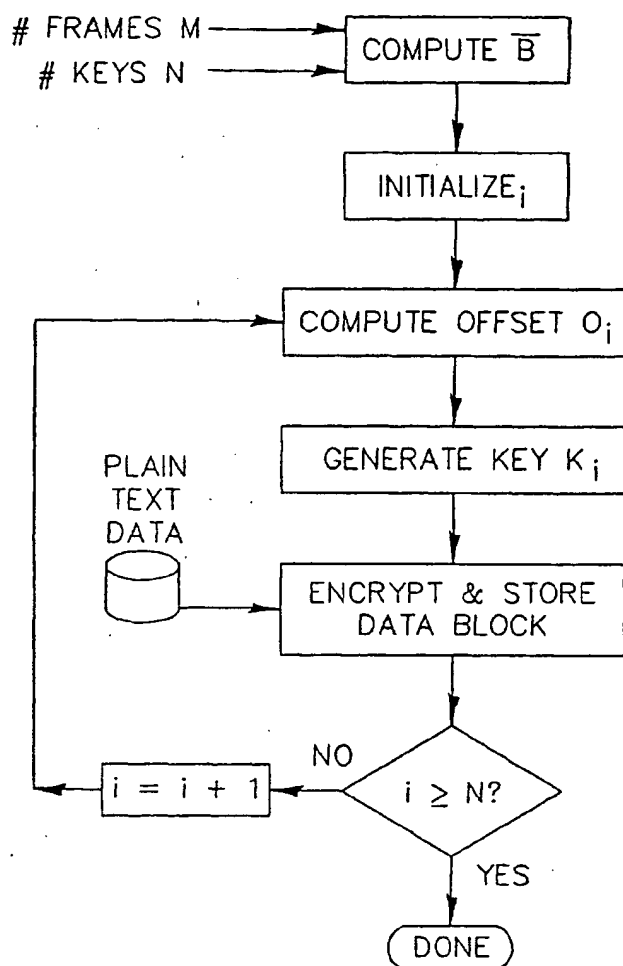 # FRAMES M
# KEYS N
COMPUTE B̅
INITIALIZEᵢ
COMPUTE OFFSET Oᵢ
GENERATE KEY Kᵢ
PLAIN
TEXT
DATA
ENCRYPT & STORE
DATA BLOCK
NO
i = i + 1
i ≥ N?
YES
DONE